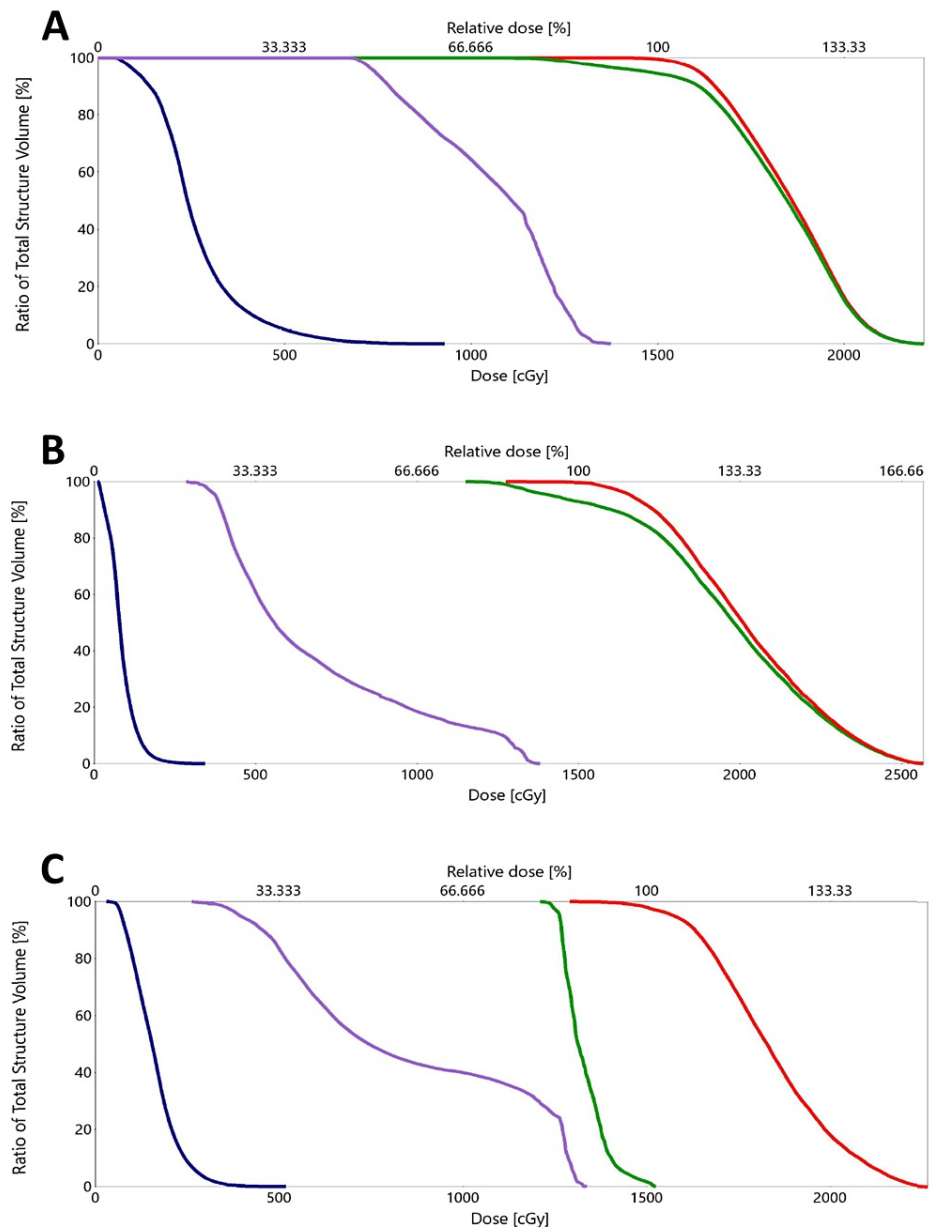 A
Relative dose [%]
0 33.333 66.666 100 133.33
Ratio of Total Structure Volume [%]
100
80
60
40
20
0
0 500 1000 1500 2000
Dose [cGy]
B
Relative dose [%]
0 33.333 66.666 100 133.33 166.66
Ratio of Total Structure Volume [%]
100
80
60
40
20
0
0 500 1000 1500 2000 2500
Dose [cGy]
C
Relative dose [%]
0 33.333 66.666 100 133.33
Ratio of Total Structure Volume [%]
100
80
60
40
20
0
0 500 1000 1500 2000
Dose [cGy]